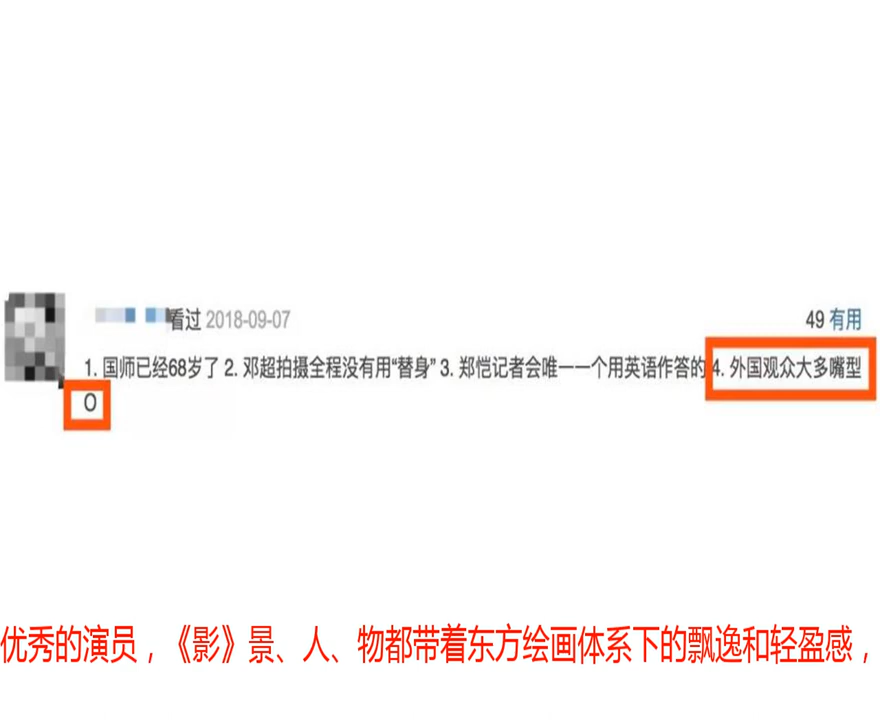 看过 2018-09-07 49 有用
1. 国师已经68岁了 2. 邓超拍摄全程没有用“替身” 3. 郑恺记者会唯一一个用英语作答的 4. 外国观众大多嘴型
O
优秀的演员，《影》景、人、物都带着东方绘画体系下的飘逸和轻盈感，